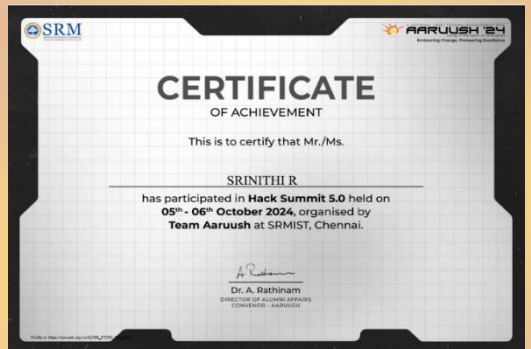 SRM
AARUUSH '24
Embracing Change, Pioneering Excellence
CERTIFICATE
OF ACHIEVEMENT
This is to certify that Mr./Ms.
SRINITHI R
has participated in Hack Summit 5.0 held on
05th - 06th October 2024, organised by
Team Aaruush at SRMIST, Chennai.
Dr. A. Rathinam
DIRECTOR OF ALUMNI AFFAIRS
CONVENOR - AARUUSH